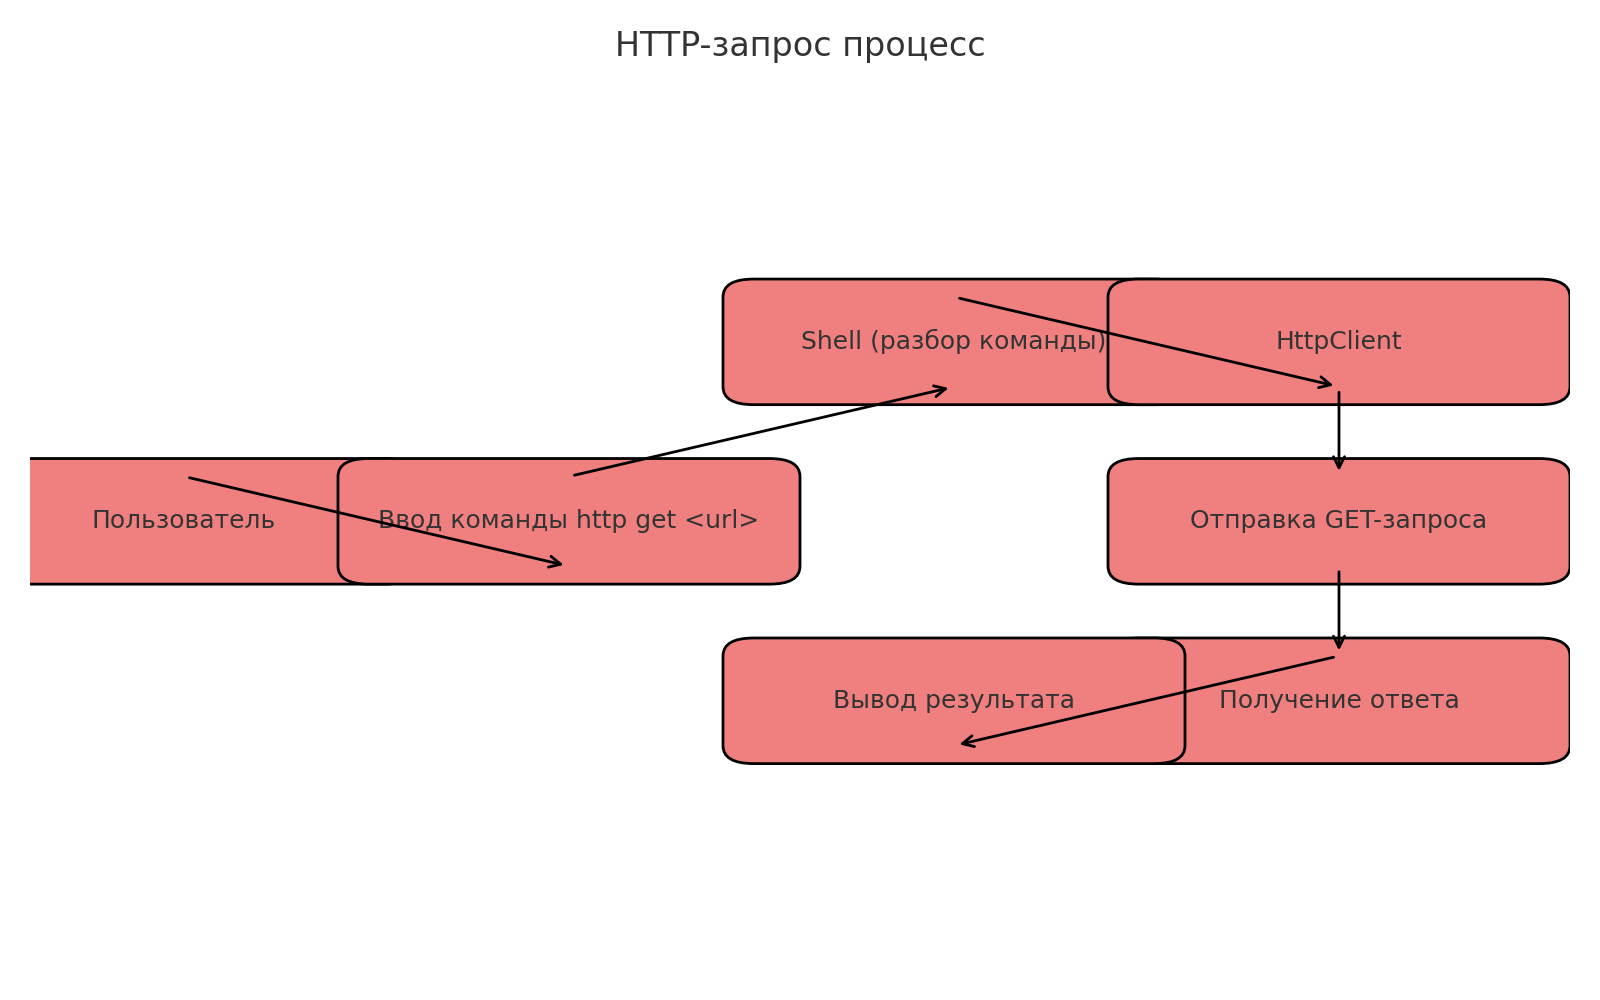 HTTP-запрос процесс
Shell (разбор команды)
HttpClient
Пользователь
Ввод команды http get <url>
Отправка GET-запроса
Вывод результата
Получение ответа